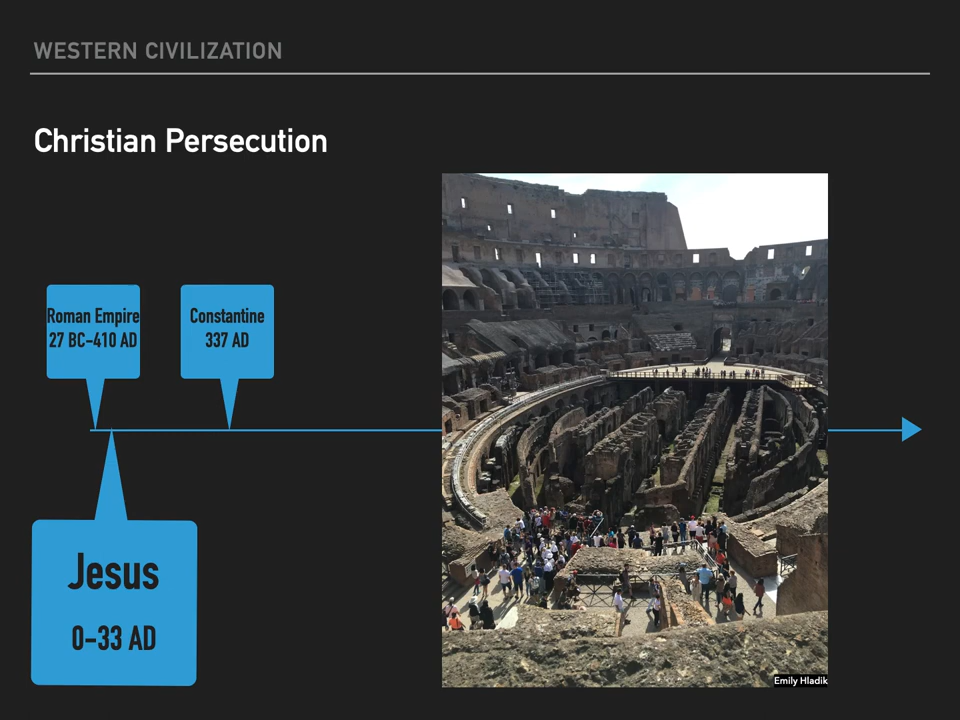 WESTERN CIVILIZATION
Christian Persecution
Roman Empire
27 BC–410 AD
Constantine
337 AD
Jesus
0–33 AD
Emily Hladik